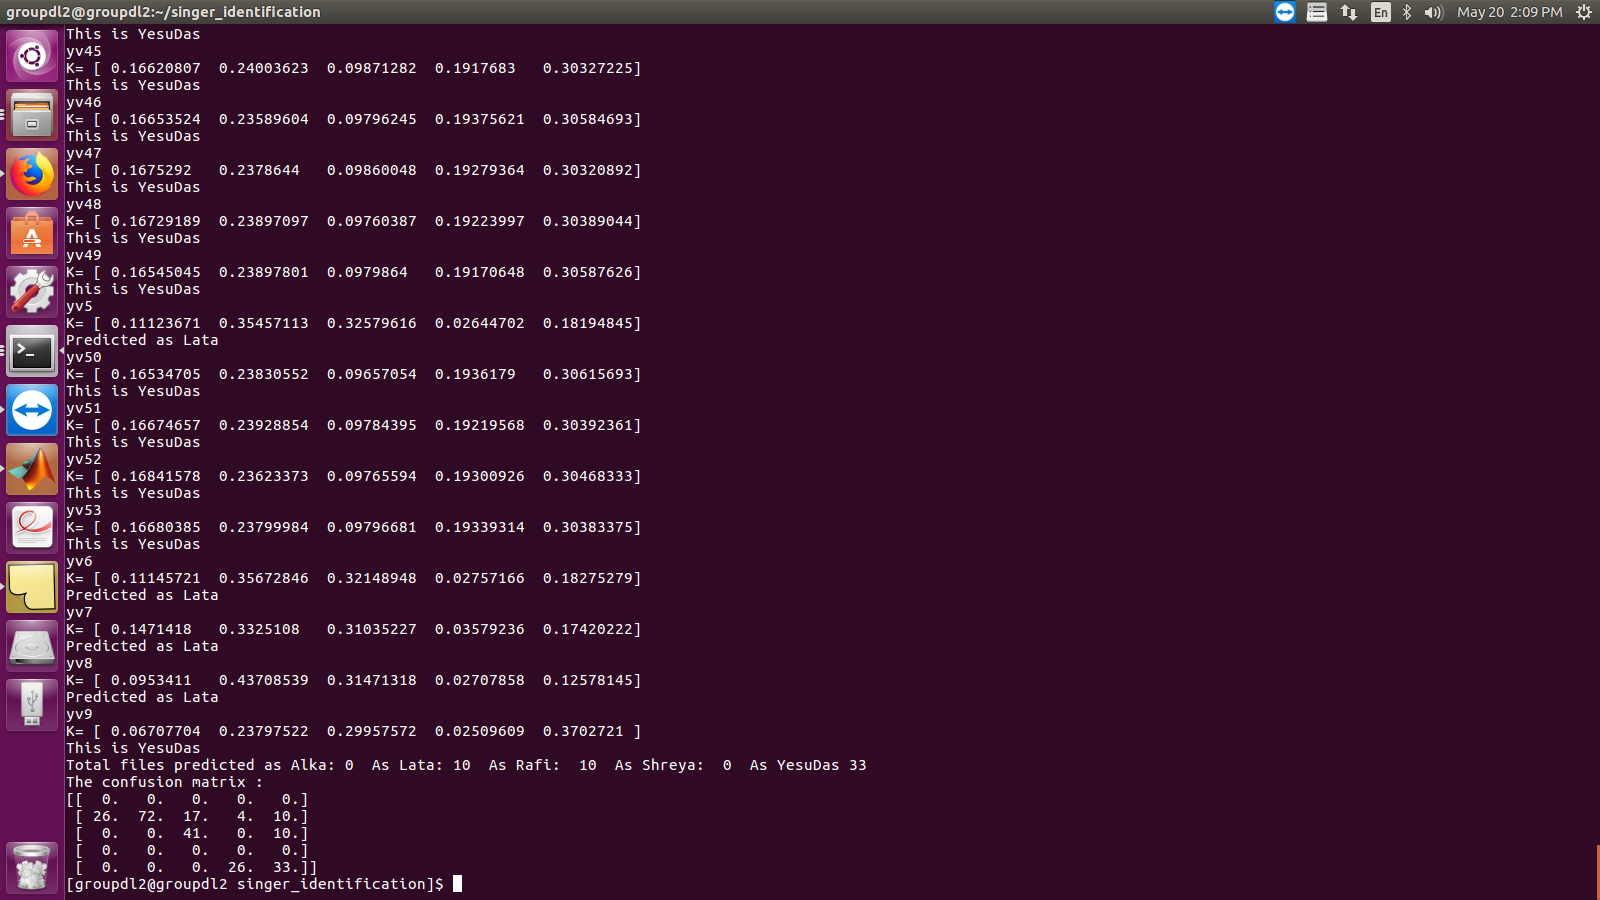 groupdl2@groupdl2:~/singer_identification En May 20 2:09 PM
This is YesuDas
yv45
K= [ 0.16620807 0.24003623 0.09871282 0.1917683 0.30327225]
This is YesuDas
yv46
K= [ 0.16653524 0.23589604 0.09796245 0.19375621 0.30584693]
This is YesuDas
yv47
K= [ 0.1675292 0.2378644 0.09860048 0.19279364 0.30320892]
This is YesuDas
yv48
K= [ 0.16729189 0.23897097 0.09760387 0.19223997 0.30389044]
This is YesuDas
yv49
K= [ 0.16545045 0.23897801 0.0979864 0.19170648 0.30587626]
This is YesuDas
yv5
K= [ 0.11123671 0.35457113 0.32579616 0.02644702 0.18194845]
Predicted as Lata
yv50
K= [ 0.16534705 0.23830552 0.09657054 0.1936179 0.30615693]
This is YesuDas
yv51
K= [ 0.16674657 0.23928854 0.09784395 0.19219568 0.30392361]
This is YesuDas
yv52
K= [ 0.16841578 0.23623373 0.09765594 0.19300926 0.30468333]
This is YesuDas
yv53
K= [ 0.16680385 0.23799984 0.09796681 0.19339314 0.30383375]
This is YesuDas
yv6
K= [ 0.11145721 0.35672846 0.32148948 0.02757166 0.18275279]
Predicted as Lata
yv7
K= [ 0.1471418 0.3325108 0.31035227 0.03579236 0.17420222]
Predicted as Lata
yv8
K= [ 0.0953411 0.43708539 0.31471318 0.02707858 0.12578145]
Predicted as Lata
yv9
K= [ 0.06707704 0.23797522 0.29957572 0.02509609 0.3702721 ]
This is YesuDas
Total files predicted as Alka: 0 As Lata: 10 As Rafi: 10 As Shreya: 0 As YesuDas 33
The confusion matrix :
[[ 0. 0. 0. 0. 0.]
[ 26. 72. 17. 4. 10.]
[ 0. 0. 41. 0. 10.]
[ 0. 0. 0. 0. 0.]
[ 0. 0. 0. 26. 33.]]
[groupdl2@groupdl2 singer_identification]$